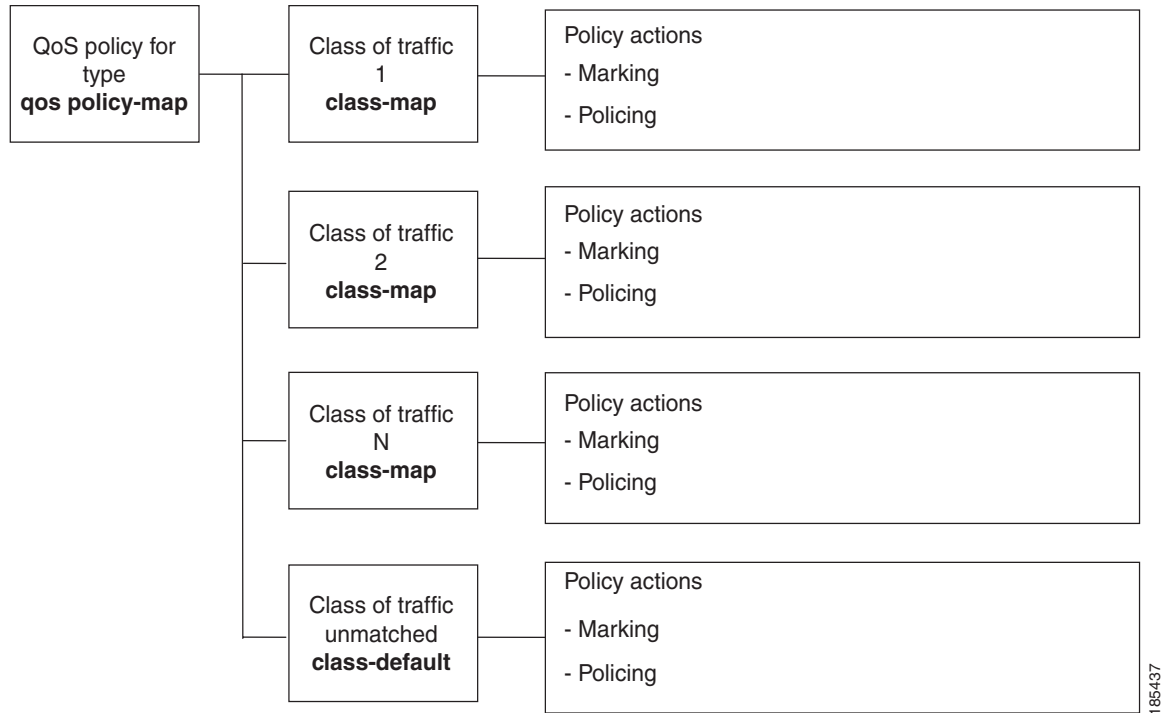 QoS policy for
type
qos policy-map
Class of traffic
1
class-map
Policy actions
- Marking
- Policing
Class of traffic
2
class-map
Policy actions
- Marking
- Policing
Class of traffic
N
class-map
Policy actions
- Marking
- Policing
Class of traffic
unmatched
class-default
Policy actions
- Marking
- Policing
185437